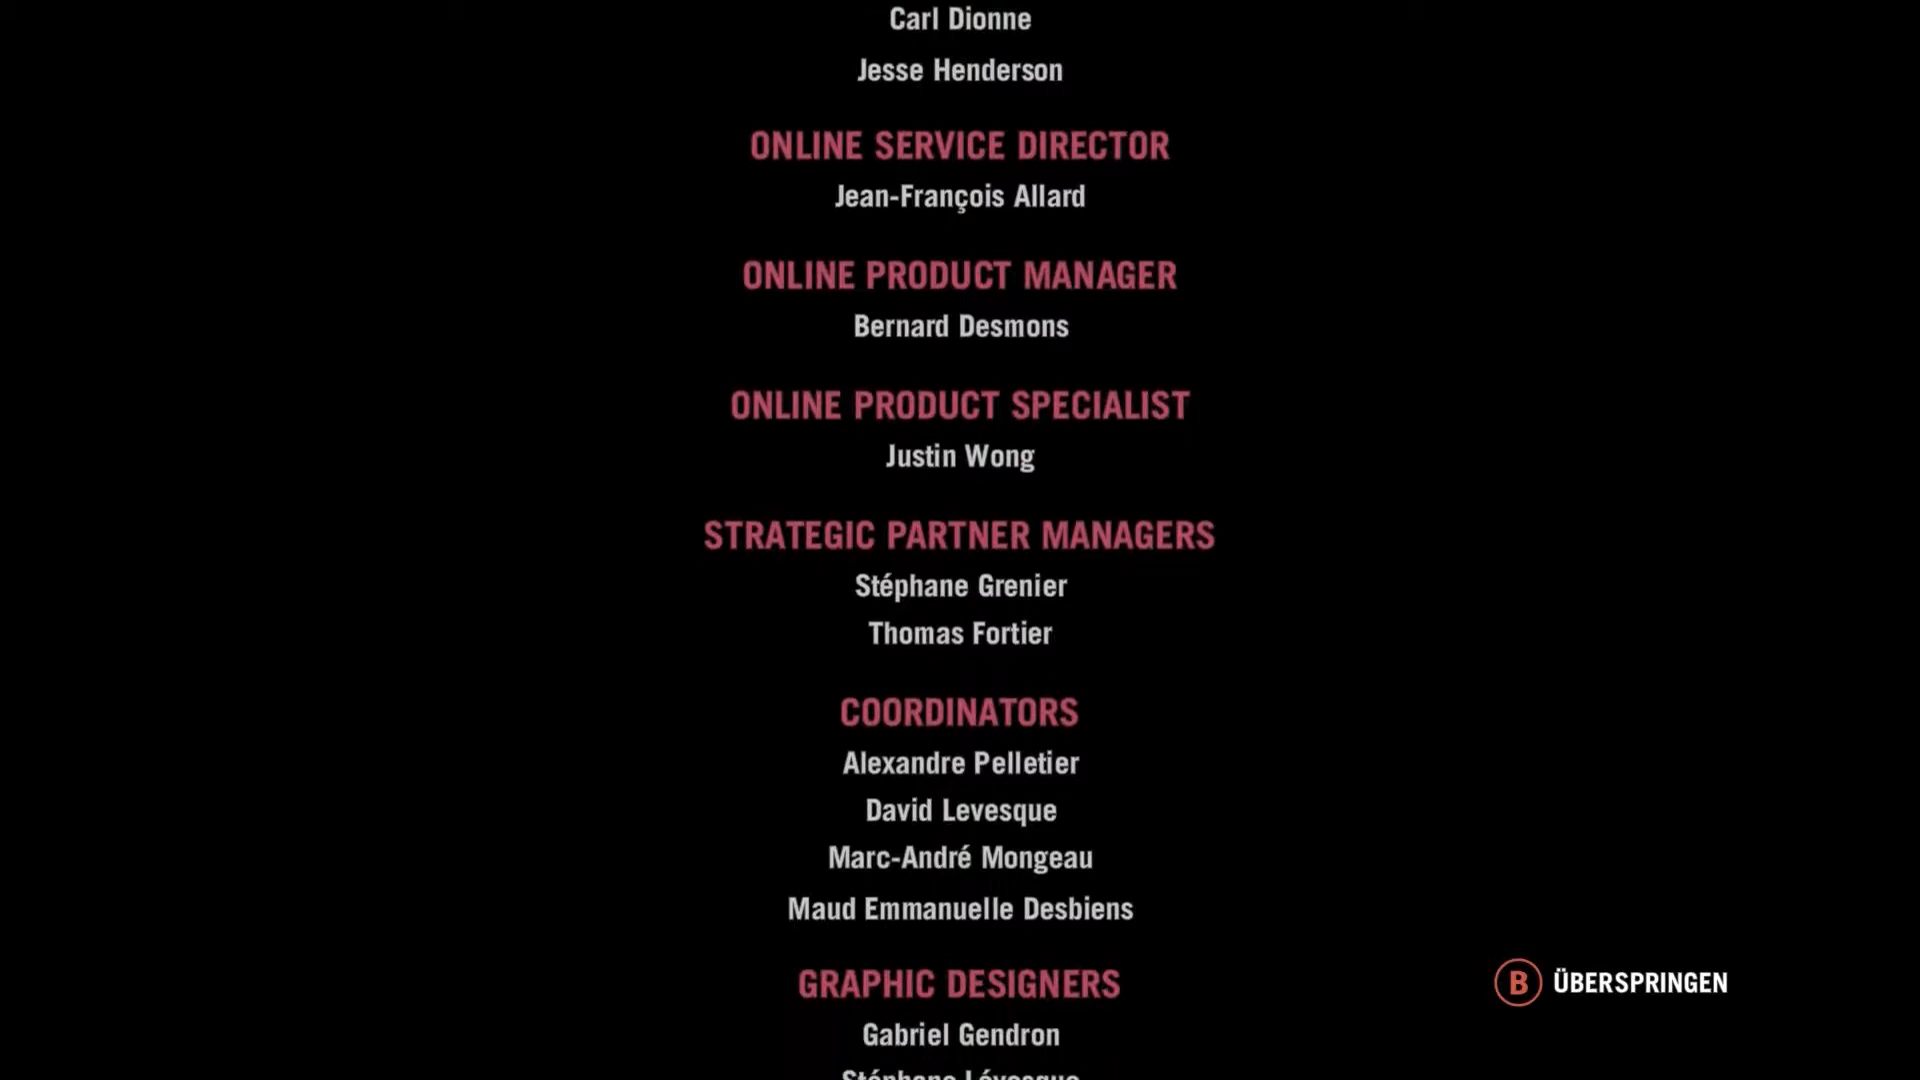 Carl Dionne
Jesse Henderson
ONLINE SERVICE DIRECTOR
Jean-François Allard
ONLINE PRODUCT MANAGER
Bernard Desmons
ONLINE PRODUCT SPECIALIST
Justin Wong
STRATEGIC PARTNER MANAGERS
Stéphane Grenier
Thomas Fortier
COORDINATORS
Alexandre Pelletier
David Levesque
Marc-André Mongeau
Maud Emmanuelle Desbiens
GRAPHIC DESIGNERS
Gabriel Gendron
Stéphane Lévesque
B ÜBERSPRINGEN